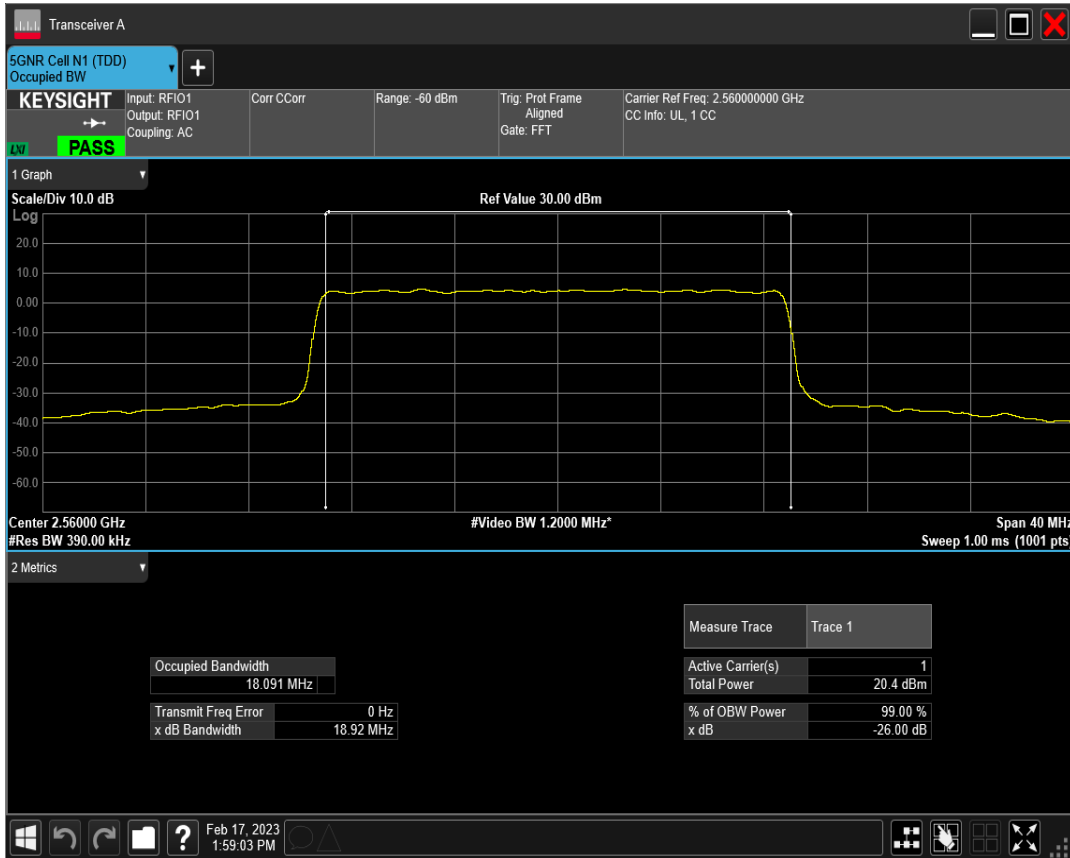 Transceiver A
5GNR Cell N1 (TDD)
Occupied BW
+
KEYSIGHT
LXI
PASS
Input: RFIO1
Output: RFIO1
Coupling: AC
Corr CCorr
Range: -60 dBm
Trig: Prot Frame
Aligned
Gate: FFT
Carrier Ref Freq: 2.560000000 GHz
CC Info: UL, 1 CC
1 Graph
Scale/Div 10.0 dB
Ref Value 30.00 dBm
Log
20.0
10.0
0.00
-10.0
-20.0
-30.0
-40.0
-50.0
-60.0
Center 2.56000 GHz
#Video BW 1.2000 MHz*
Span 40 MHz
#Res BW 390.00 kHz
Sweep 1.00 ms (1001 pts)
2 Metrics
Measure Trace Trace 1
Occupied Bandwidth
18.091 MHz
Transmit Freq Error 0 Hz
x dB Bandwidth 18.92 MHz
Active Carrier(s) 1
Total Power 20.4 dBm
% of OBW Power 99.00 %
x dB -26.00 dB
?
Feb 17, 2023
1:59:03 PM